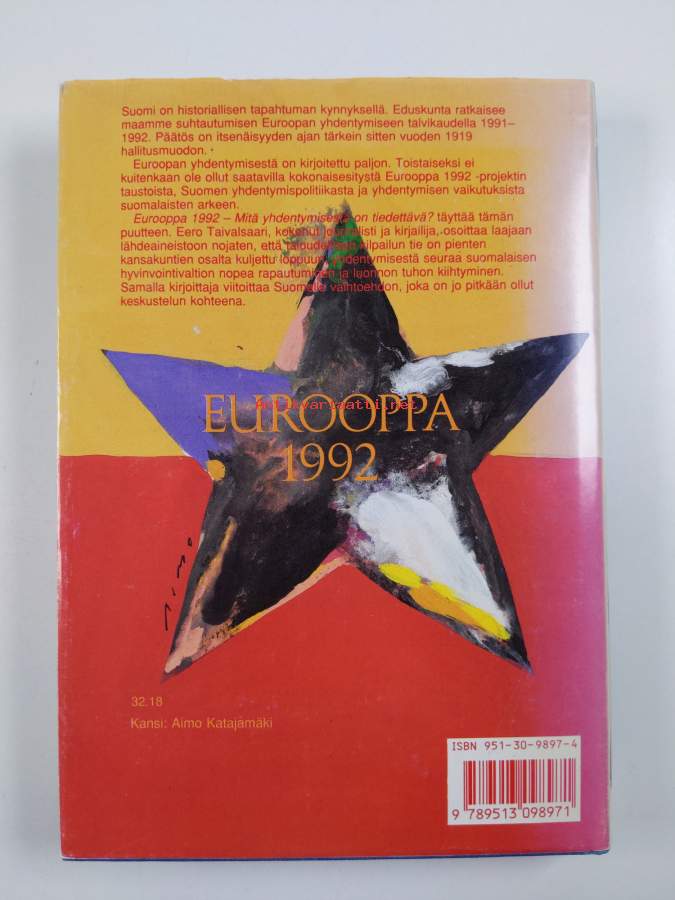 Suomi on historiallisen tapahtuman kynnyksellä. Eduskunta ratkaisee
maamme suhtautumisen Euroopan yhdentymiseen talvikaudella 1991–
1992. Päätös on itsenäisyyden ajan tärkein sitten vuoden 1919
hallitusmuodon.
Euroopan yhdentymisestä on kirjoitettu paljon. Toistaiseksi ei
kuitenkaan ole ollut saatavilla kokonaisesitystä Eurooppa 1992 -projektin
taustoista, Suomen yhdentymispolitiikasta ja yhdentymisen vaikutuksista
suomalaisten arkeen.
Eurooppa 1992 – Mitä yhdentymisestä on tiedettävä? täyttää tämän
puutteen. Eero Taivalsaari, kokenut journalisti ja kirjailija, osoittaa laajaan
lähdeaineistoon nojaten, että taloudellisen kilpailun tie on pienten
kansakuntien osalta kuljettu loppuun. Yhdentymisestä seuraa suomalaisen
hyvinvointivaltion nopea rapautuminen ja luonnon tuhon kiihtyminen.
Samalla kirjoittaja viitoittaa Suomelle vaihtoehdon, joka on jo pitkään ollut
keskustelun kohteena.
EUROOPPA
antikvariaatti.net
1992
AIMO
32.18
Kansi: Aimo Katajamäki
ISBN 951-30-9897-4
9 789513 098971